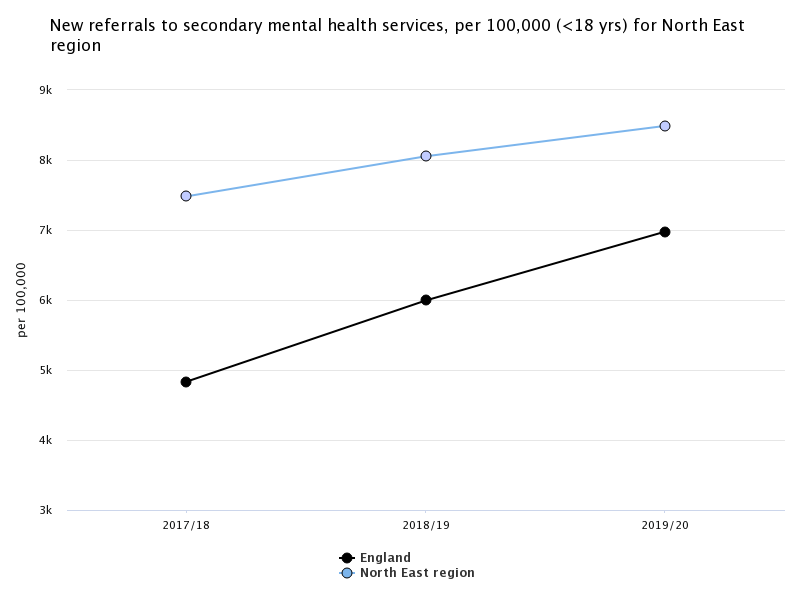 New referrals to secondary mental health services, per 100,000 (<18 yrs) for North East
region
9k
8k
7k
6k
5k
4k
3k
per 100,000
2017/18
2018/19
2019/20
England
North East region